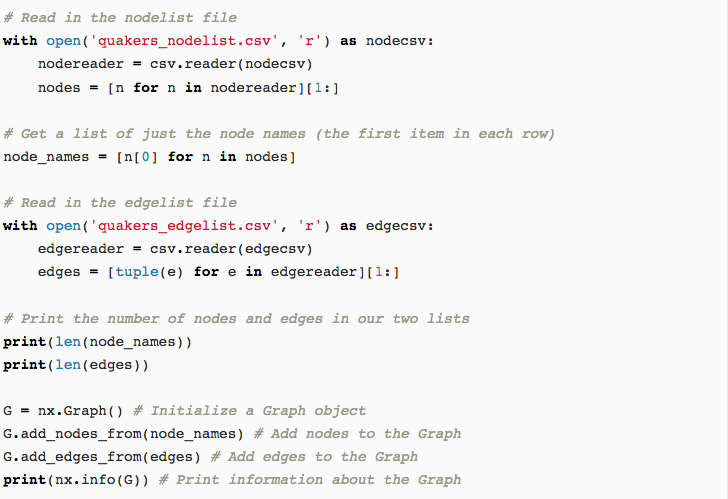 # Read in the nodelist file
with open('quakers_nodelist.csv', 'r') as nodecsv:
    nodereader = csv.reader(nodecsv)
    nodes = [n for n in nodereader][1:]

# Get a list of just the node names (the first item in each row)
node_names = [n[0] for n in nodes]

# Read in the edgelist file
with open('quakers_edgelist.csv', 'r') as edgecsv:
    edgereader = csv.reader(edgecsv)
    edges = [tuple(e) for e in edgereader][1:]

# Print the number of nodes and edges in our two lists
print(len(node_names))
print(len(edges))

G = nx.Graph() # Initialize a Graph object
G.add_nodes_from(node_names) # Add nodes to the Graph
G.add_edges_from(edges) # Add edges to the Graph
print(nx.info(G)) # Print information about the Graph